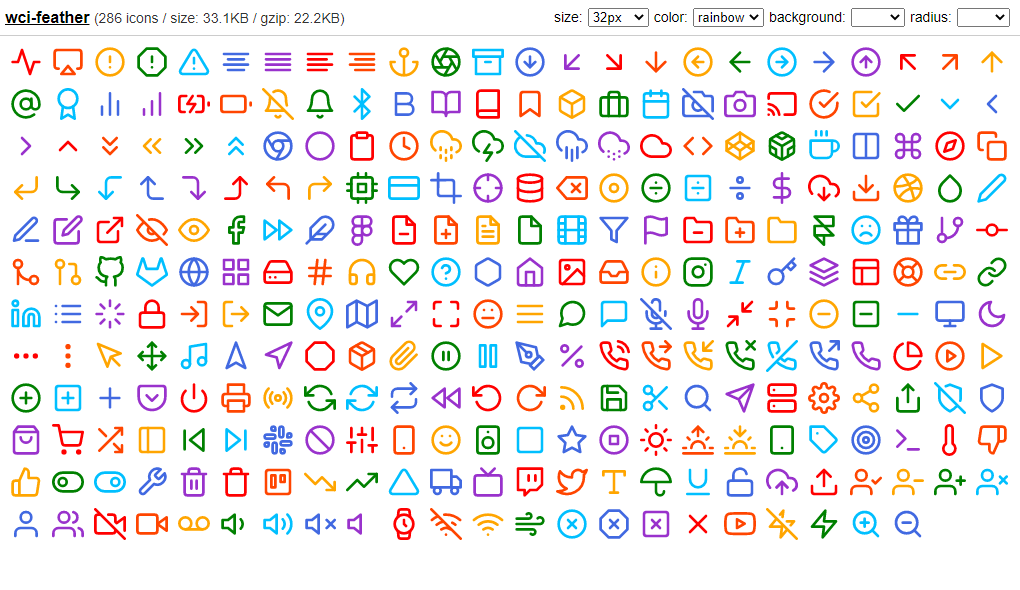 wci-feather (286 icons / size: 33.1KB / gzip: 22.2KB) size: 32px color: rainbow background: radius: